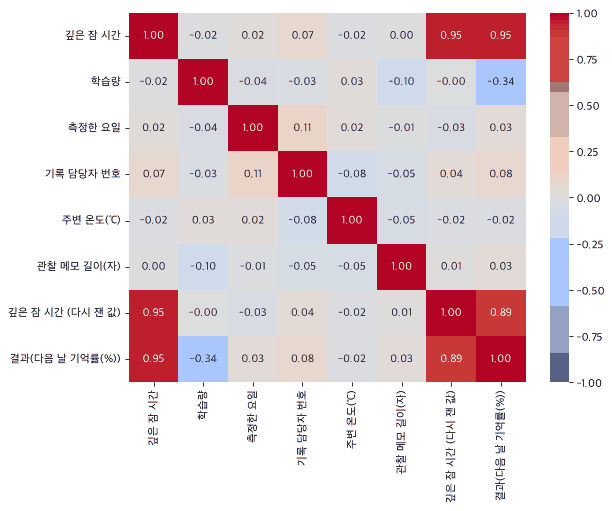 깊은 잠 시간 1.00 -0.02 0.02 0.07 -0.02 0.00 0.95 0.95
학습량 -0.02 1.00 -0.04 -0.03 0.03 -0.10 -0.00 -0.34
측정한 요일 0.02 -0.04 1.00 0.11 0.02 -0.01 -0.03 0.03
기록 담당자 번호 0.07 -0.03 0.11 1.00 -0.08 -0.05 0.04 0.08
주변 온도(℃) -0.02 0.03 0.02 -0.08 1.00 -0.05 -0.02 -0.02
관찰 메모 길이(자) 0.00 -0.10 -0.01 -0.05 -0.05 1.00 0.01 0.03
깊은 잠 시간 (다시 잰 값) 0.95 -0.00 -0.03 0.04 -0.02 0.01 1.00 0.89
결과(다음 날 기억률(%)) 0.95 -0.34 0.03 0.08 -0.02 0.03 0.89 1.00
깊은 잠 시간
학습량
측정한 요일
기록 담당자 번호
주변 온도(℃)
관찰 메모 길이(자)
깊은 잠 시간 (다시 잰 값)
결과(다음 날 기억률(%))
1.00
0.75
0.50
0.25
0.00
-0.25
-0.50
-0.75
-1.00